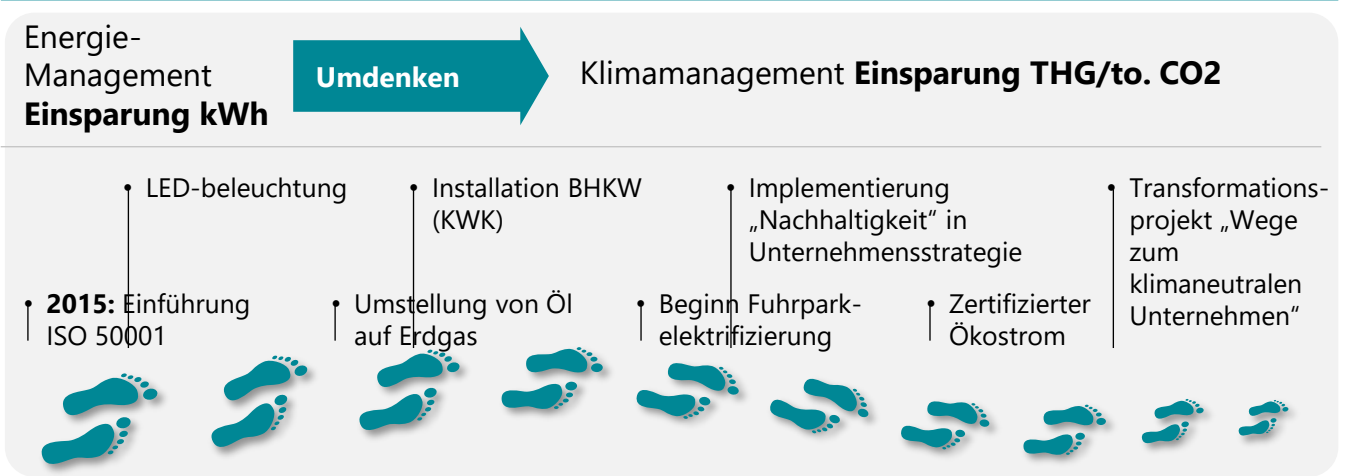 Energie-
Management
Einsparung kWh
Umdenken
Klimamanagement Einsparung THG/to. CO2
• LED-beleuchtung
• Installation BHKW
(KWK)
• Implementierung
„Nachhaltigkeit“ in
Unternehmensstrategie
• Transformations-
projekt „Wege
zum
klimaneutralen
Unternehmen“
• 2015: Einführung
ISO 50001
• Umstellung von Öl
auf Erdgas
• Beginn Fuhrpark-
elektrifizierung
• Zertifizierter
Ökostrom